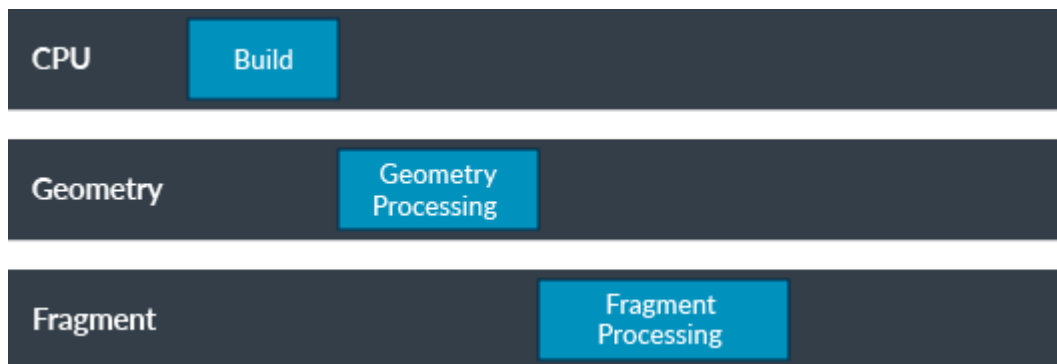 CPU
Build
Geometry
Geometry
Processing
Fragment
Fragment
Processing